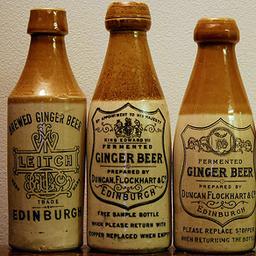 BREWED GINGER BEER
LEITCH
TRADE
EDINBURGH
BY APPOINTMENT TO HIS MAJESTY
KING EDWARD VII
FERMENTED
GINGER BEER
PREPARED BY
DUNCAN, FLOCKHART & Co
EDINBURGH
FREE SAMPLE BOTTLE
WHEN PLEASE RETURN WITH
STOPPER REPLACED WHEN EMPTY
FERMENTED
GINGER BEER
PREPARED BY
DUNCAN FLOCKHART & Co
EDINBURGH
PLEASE REPLACE STOPPER
WHEN RETURNING THE BOTTLE